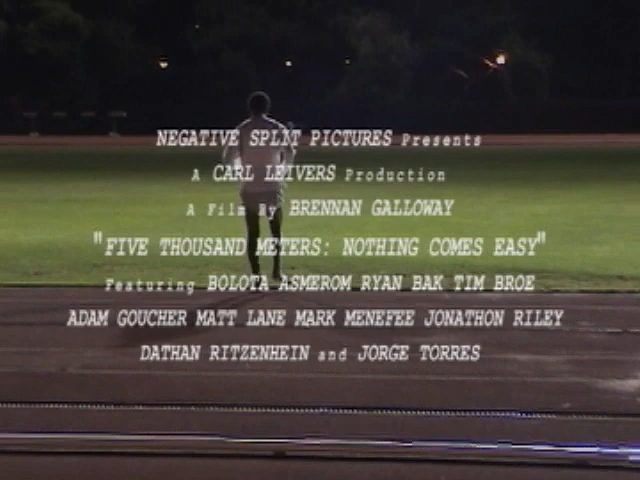 NEGATIVE SPLIT PICTURES Presents
A CARL LEIVERS Production
A Film By BRENNAN GALLOWAY
"FIVE THOUSAND METERS: NOTHING COMES EASY"
Featuring BOLOTA ASMEROM RYAN BAK TIM BROE
ADAM GOUCHER MATT LANE MARK MENEFEE JONATHON RILEY
DATHAN RITZENHEIN and JORGE TORRES